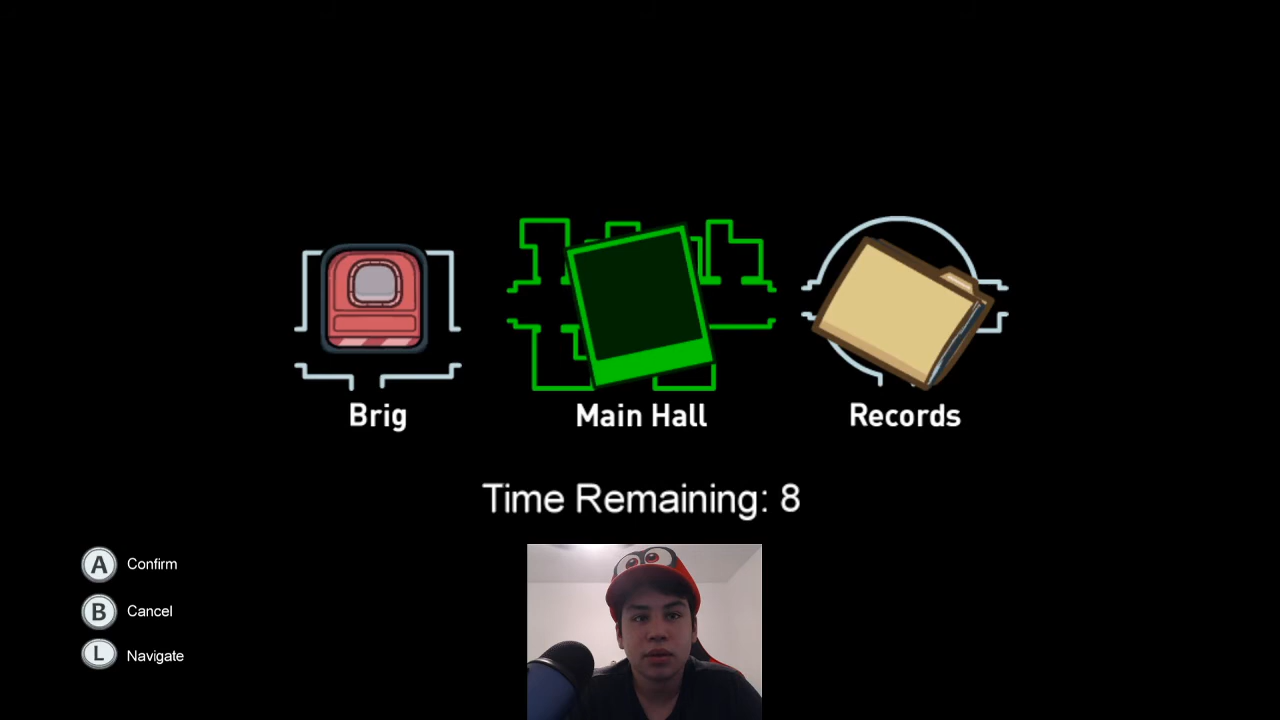 Brig
Main Hall
Records
Time Remaining: 8
A Confirm
B Cancel
L Navigate